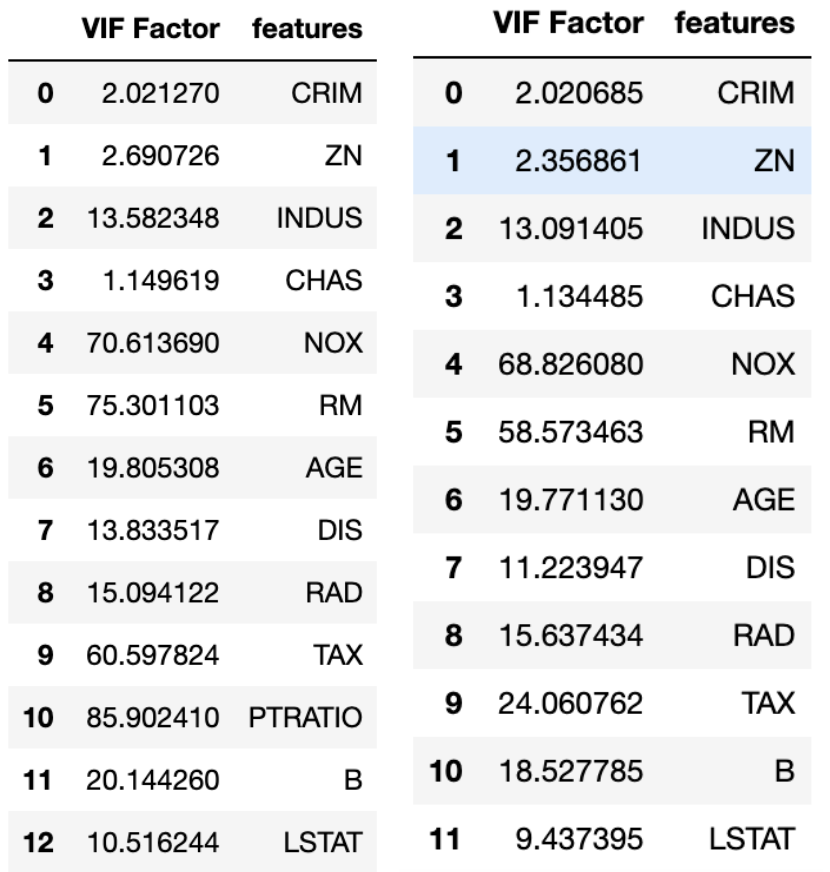 VIF Factor features
0 2.021270 CRIM
1 2.690726 ZN
2 13.582348 INDUS
3 1.149619 CHAS
4 70.613690 NOX
5 75.301103 RM
6 19.805308 AGE
7 13.833517 DIS
8 15.094122 RAD
9 60.597824 TAX
10 85.902410 PTRATIO
11 20.144260 B
12 10.516244 LSTAT
VIF Factor features
0 2.020685 CRIM
1 2.356861 ZN
2 13.091405 INDUS
3 1.134485 CHAS
4 68.826080 NOX
5 58.573463 RM
6 19.771130 AGE
7 11.223947 DIS
8 15.637434 RAD
9 24.060762 TAX
10 18.527785 B
11 9.437395 LSTAT